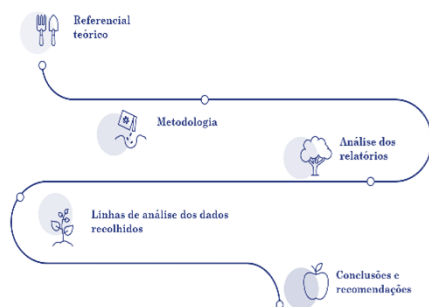 Referencial
teórico
Metodologia
Análise dos
relatórios
Linhas de análise dos dados
recolhidos
Conclusões e
recomendações